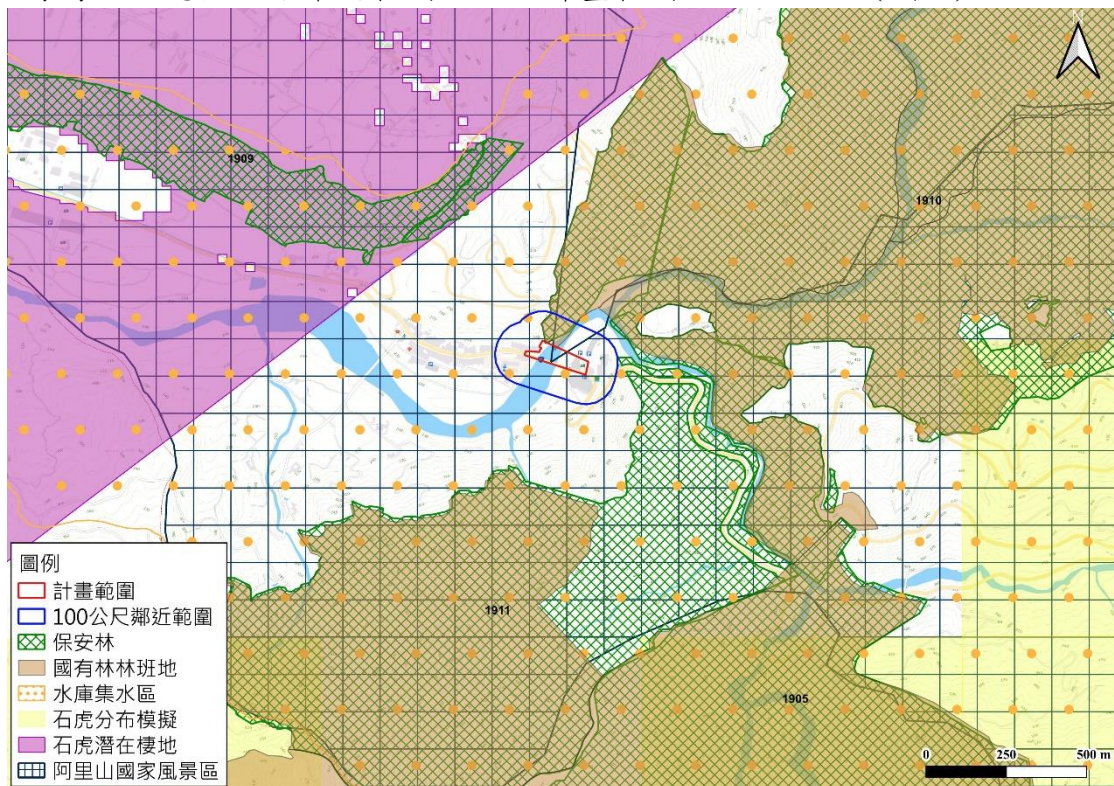 N
1909
1910
1911
1905
圖例
計畫範圍
100公尺鄰近範圍
保安林
國有林林班地
水庫集水區
石虎分布模擬
石虎潛在棲地
阿里山國家風景區
0 250 500 m